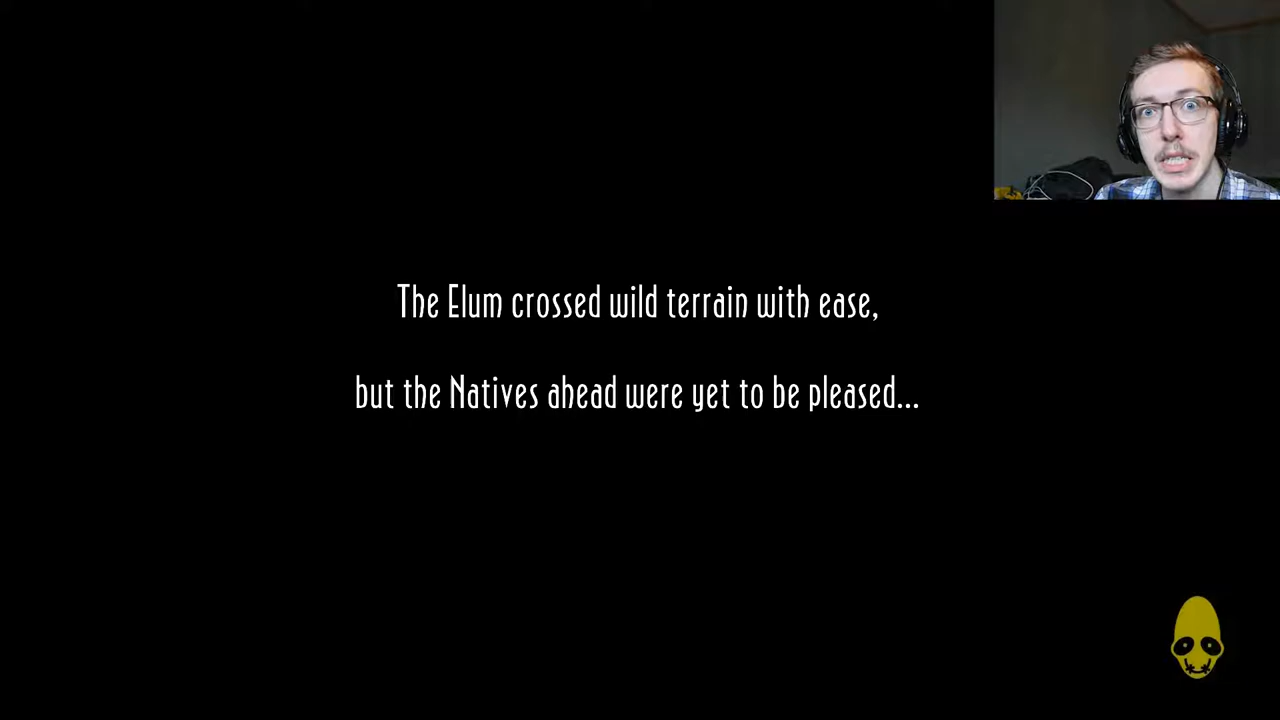 The Elum crossed wild terrain with ease,
but the Natives ahead were yet to be pleased...